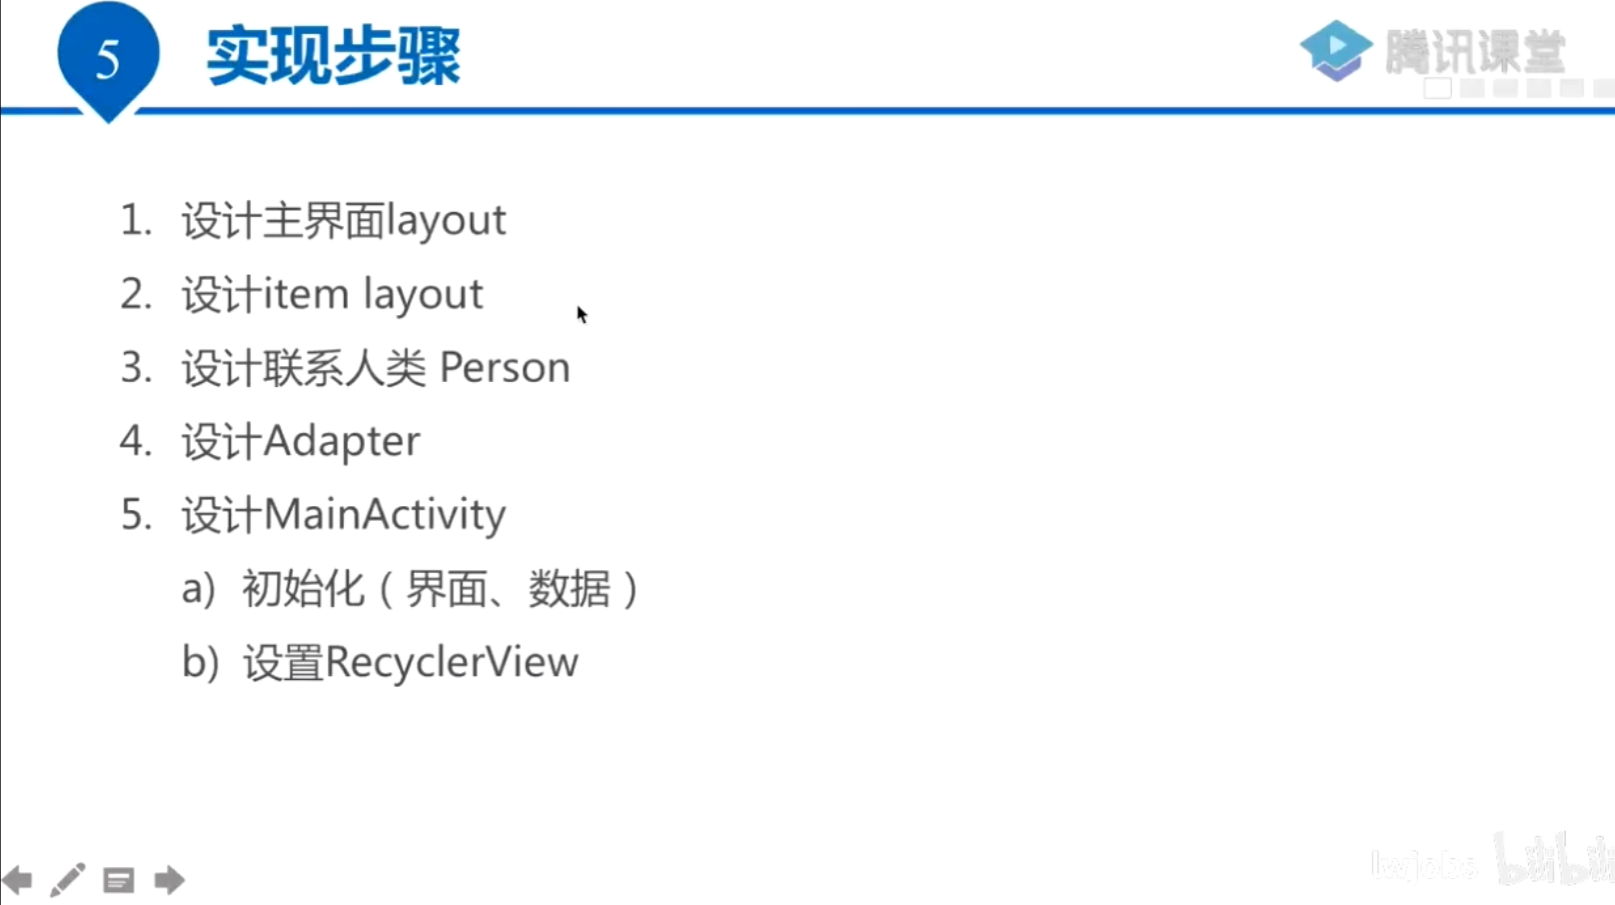 5
实现步骤
腾讯课堂
1. 设计主界面layout
2. 设计item layout
3. 设计联系人类 Person
4. 设计Adapter
5. 设计MainActivity
a) 初始化（界面、数据）
b) 设置RecyclerView
lwjobs bilibili